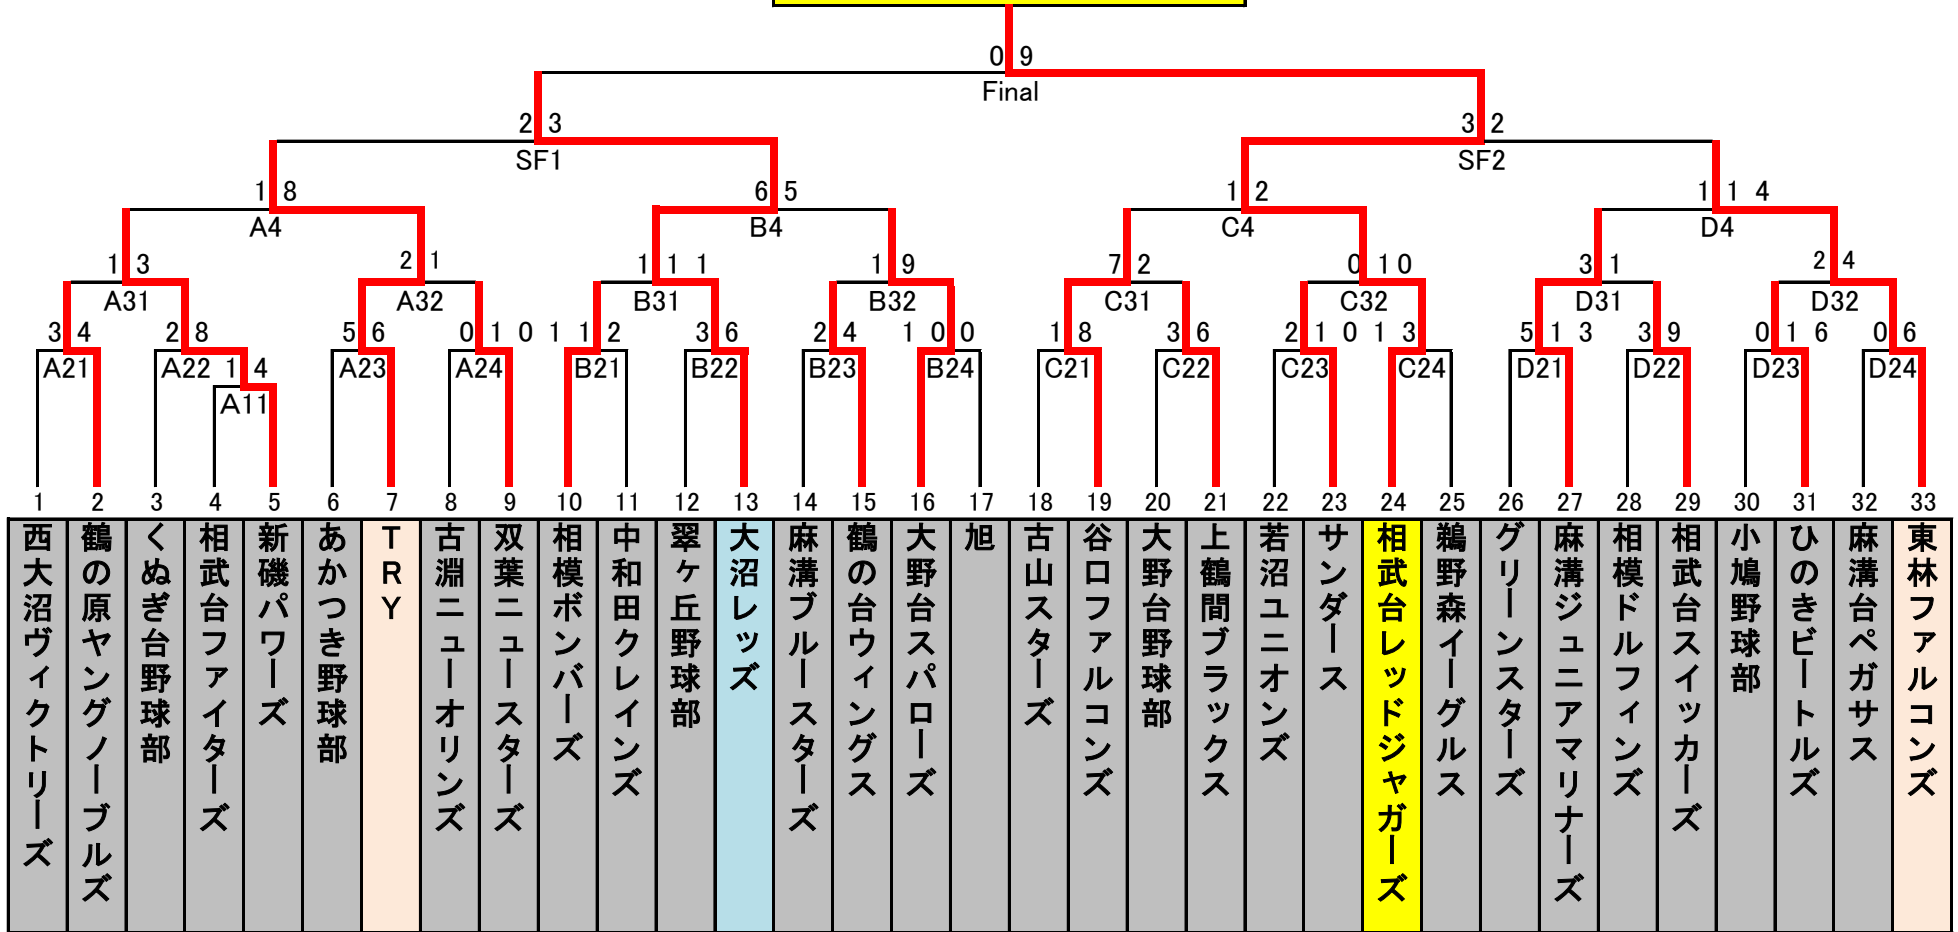 0 9
Final
2 3
3 2
SF1
SF2
1 8
6 5
1 2
1 1 4
A4
B4
C4
D4
1 3
2 1
1 1 1
1 9
7 2
0 1 0
3 1
2 4
A31
A32
B31
B32
C31
C32
D31
D32
3 4
2 8
5 6
0 1 0
1 1 2
3 6
2 4
1 0 0
1 8
3 6
2 1 0
1 3
5 1 3
3 9
0 1 6
0 6
A21
A22
1 4
A23
A24
B21
B22
B23
B24
C21
C22
C23
C24
D21
D22
D23
D24
A11
1 2 3 4 5 6 7 8 9 10 11 12 13 14 15 16 17 18 19 20 21 22 23 24 25 26 27 28 29 30 31 32 33
西大沼ヴィクトリーズ
鶴の原ヤングノーブルズ
くぬぎ台野球部
相武台ファイターズ
新磯パワーズ
あかつき野球部
TRY
古淵ニューオリンズ
双葉ニュースターズ
相模ボンバーズ
中和田クレインズ
翠ヶ丘野球部
大沼レッズ
麻溝ブルースターズ
鶴の台ウィングス
大野台スパローズ
旭
古山スターズ
谷口ファルコンズ
大野台野球部
上鶴間ブラックス
若沼ユニオンズ
サンダース
相武台レッドジャガーズ
鵜野森イーグルス
グリーンスターズ
麻溝ジュニアマリナーズ
相模ドルフィンズ
相武台スイッカーズ
小鳩野球部
ひのきビートルズ
麻溝台ペガサス
東林ファルコンズ